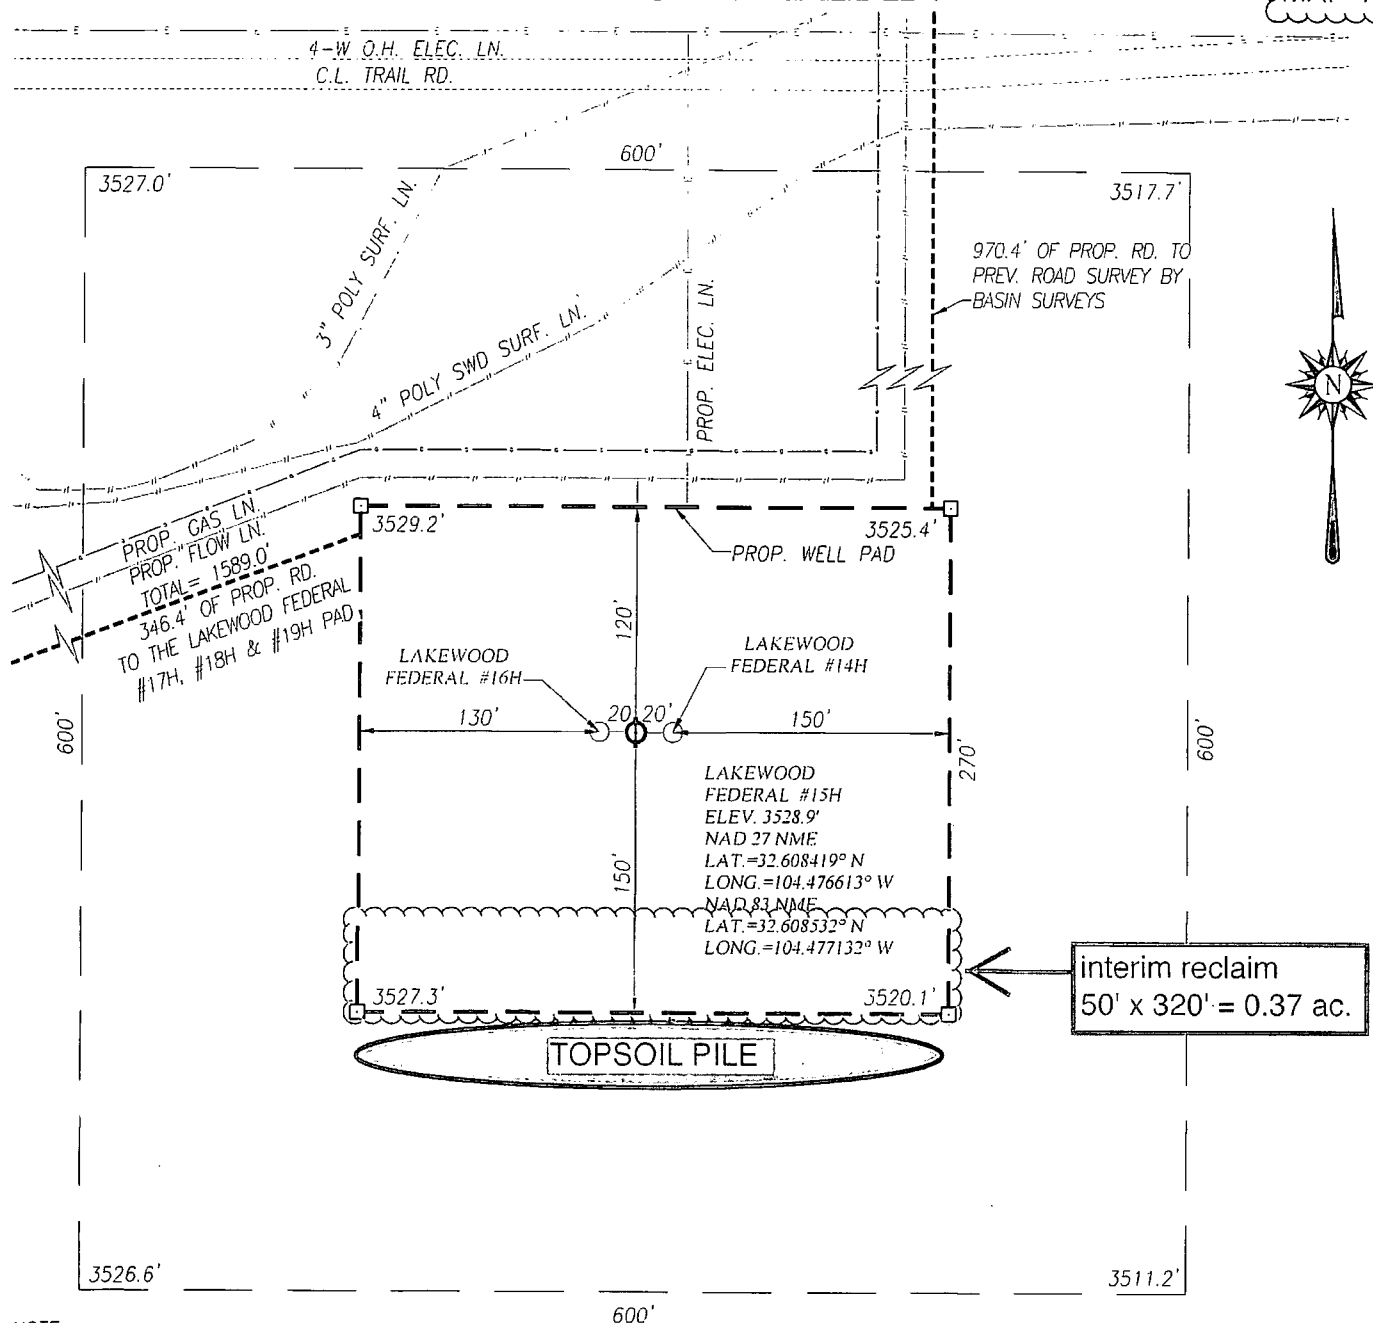 4-W O.H. ELEC. LN.
C.L. TRAIL RD.
600'
3527.0'
3517.7'
3" POLY SURF. LN.
970.4' OF PROP. RD. TO
PREV. ROAD SURVEY BY
BASIN SURVEYS
4" POLY SWD SURF. LN.
PROP. ELEC. LN.
N
PROP. GAS LN.
PROP. FLOW LN.
TOTAL= 1589.0'
346.4' OF PROP. RD.
TO THE LAKEWOOD FEDERAL
#17H, #18H & #19H PAD
3529.2'
3525.4'
PROP. WELL PAD
120'
LAKEWOOD
FEDERAL #16H
LAKEWOOD
FEDERAL #14H
130'
20'
20'
150'
600'
270'
600'
LAKEWOOD
FEDERAL #15H
ELEV. 3528.9'
NAD 27 NME
LAT.=32.608419° N
LONG.=104.476613° W
NAD 83 NME
LAT.=32.608532° N
LONG.=104.477132° W
150'
interim reclaim
50' x 320' = 0.37 ac.
3527.3'
3520.1'
TOPSOIL PILE
3526.6'
3511.2'
600'